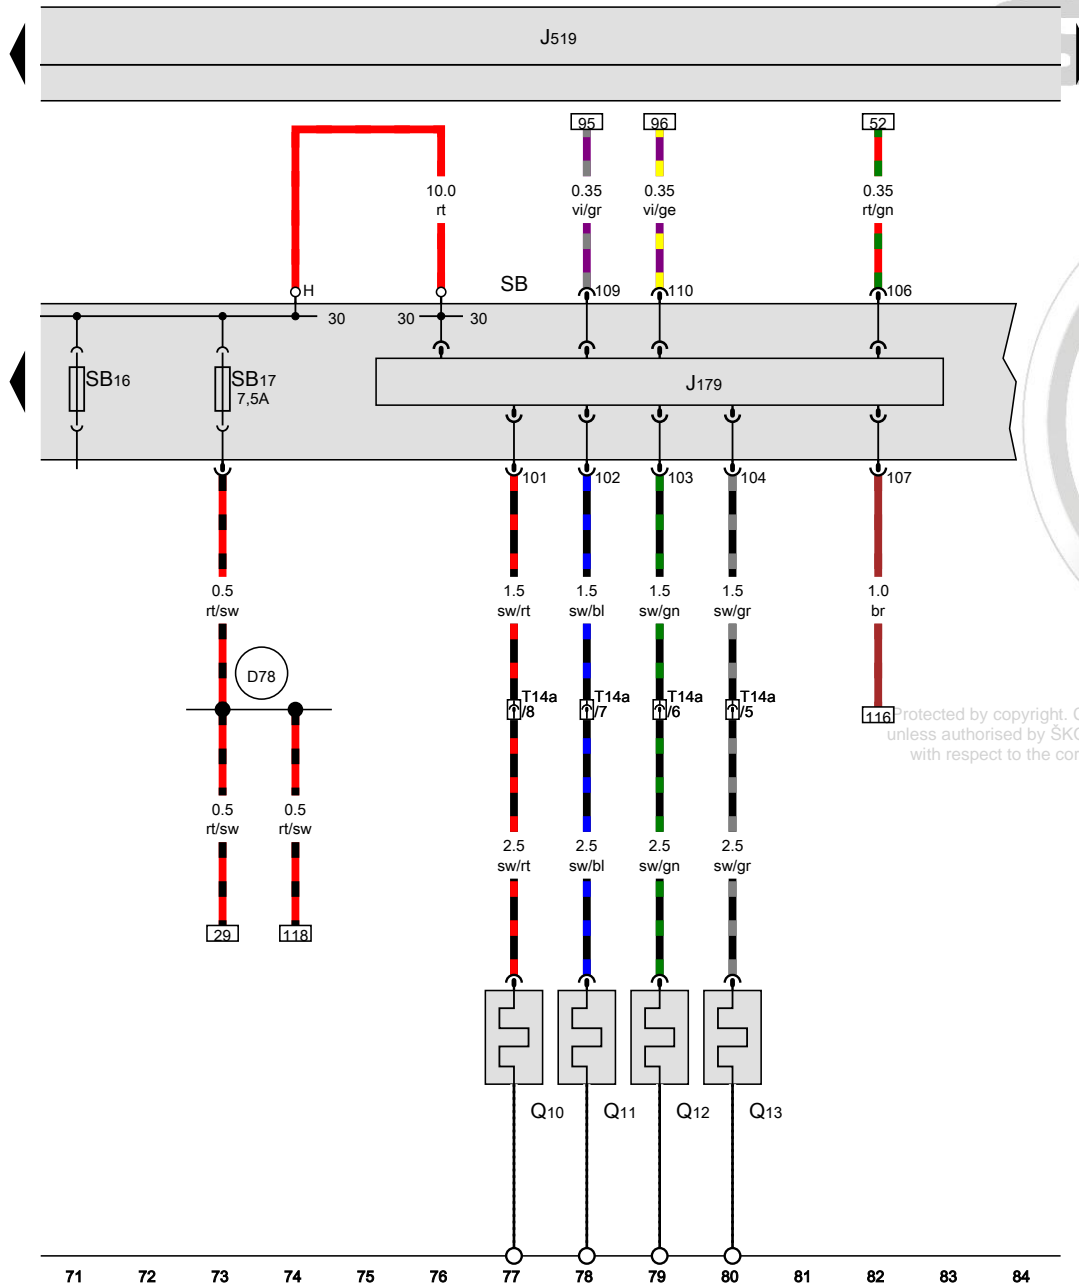 J519
95 96 52
10.0 0.35 0.35 0.35
rt vi/gr vi/ge rt/gn
SB
H 109 110 106
30 30 30
SB16 SB17 J179
7,5A
101 102 103 104 107
0.5 1.5 1.5 1.5 1.5 1.0
rt/sw sw/rt sw/bl sw/gn sw/gr br
D78
T14a T14a T14a T14a
/8 /7 /6 /5
116
Protected by copyright. C
unless authorised by ŠKO
with respect to the cor
0.5 0.5
rt/sw rt/sw
2.5 2.5 2.5 2.5
sw/rt sw/bl sw/gn sw/gr
29 118
Q10 Q11 Q12 Q13
71 72 73 74 75 76 77 78 79 80 81 82 83 84